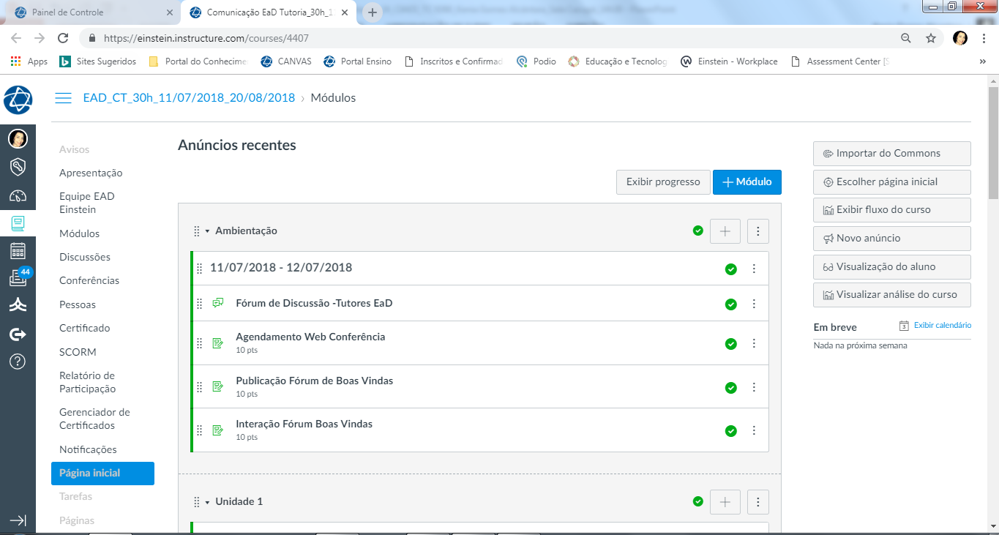 Painel de Controle
Comunicação EaD Tutoria_30h_1
https://einstein.instructure.com/courses/4407
Apps
Sites Sugeridos
Portal do Conhecime
CANVAS
Portal Ensino
Inscritos e Confirmad
Podio
Educação e Tecnolog
Einstein - Workplace
Assessment Center [S
»
EAD_CT_30h_11/07/2018_20/08/2018 › Módulos
44
Avisos
Apresentação
Equipe EAD
Einstein
Módulos
Discussões
Conferências
Pessoas
Certificado
SCORM
Relatório de
Participação
Gerenciador de
Certificados
Notificações
Página inicial
Tarefas
Páginas
Anúncios recentes
Exibir progresso
Módulo
Ambientação
11/07/2018 - 12/07/2018
Fórum de Discussão -Tutores EaD
Agendamento Web Conferência
10 pts
Publicação Fórum de Boas Vindas
10 pts
Interação Fórum Boas Vindas
10 pts
Unidade 1
Importar do Commons
Escolher página inicial
Exibir fluxo do curso
Novo anúncio
Visualização do aluno
Visualizar análise do curso
Em breve
3
Exibir calendário
Nada na próxima semana